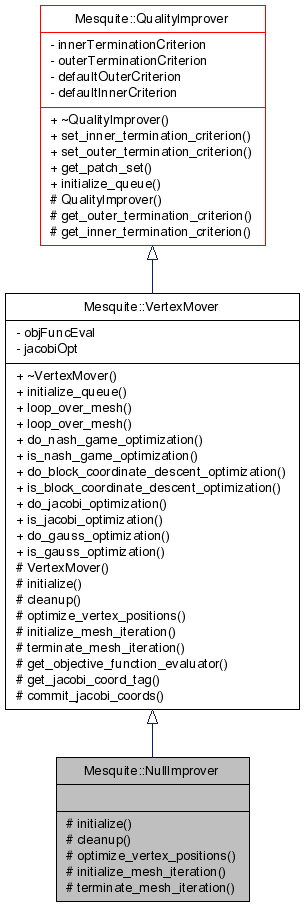 Mesquite::QualityImprover
- innerTerminationCriterion
- outerTerminationCriterion
- defaultOuterCriterion
- defaultInnerCriterion
+ ~QualityImprover()
+ set_inner_termination_criterion()
+ set_outer_termination_criterion()
+ get_patch_set()
+ initialize_queue()
# QualityImprover()
# get_outer_termination_criterion()
# get_inner_termination_criterion()
Mesquite::VertexMover
- objFuncEval
- jacobiOpt
+ ~VertexMover()
+ initialize_queue()
+ loop_over_mesh()
+ loop_over_mesh()
+ do_nash_game_optimization()
+ is_nash_game_optimization()
+ do_block_coordinate_descent_optimization()
+ is_block_coordinate_descent_optimization()
+ do_jacobi_optimization()
+ is_jacobi_optimization()
+ do_gauss_optimization()
+ is_gauss_optimization()
# VertexMover()
# initialize()
# cleanup()
# optimize_vertex_positions()
# initialize_mesh_iteration()
# terminate_mesh_iteration()
# get_objective_function_evaluator()
# get_jacobi_coord_tag()
# commit_jacobi_coords()
Mesquite::NullImprover
# initialize()
# cleanup()
# optimize_vertex_positions()
# initialize_mesh_iteration()
# terminate_mesh_iteration()